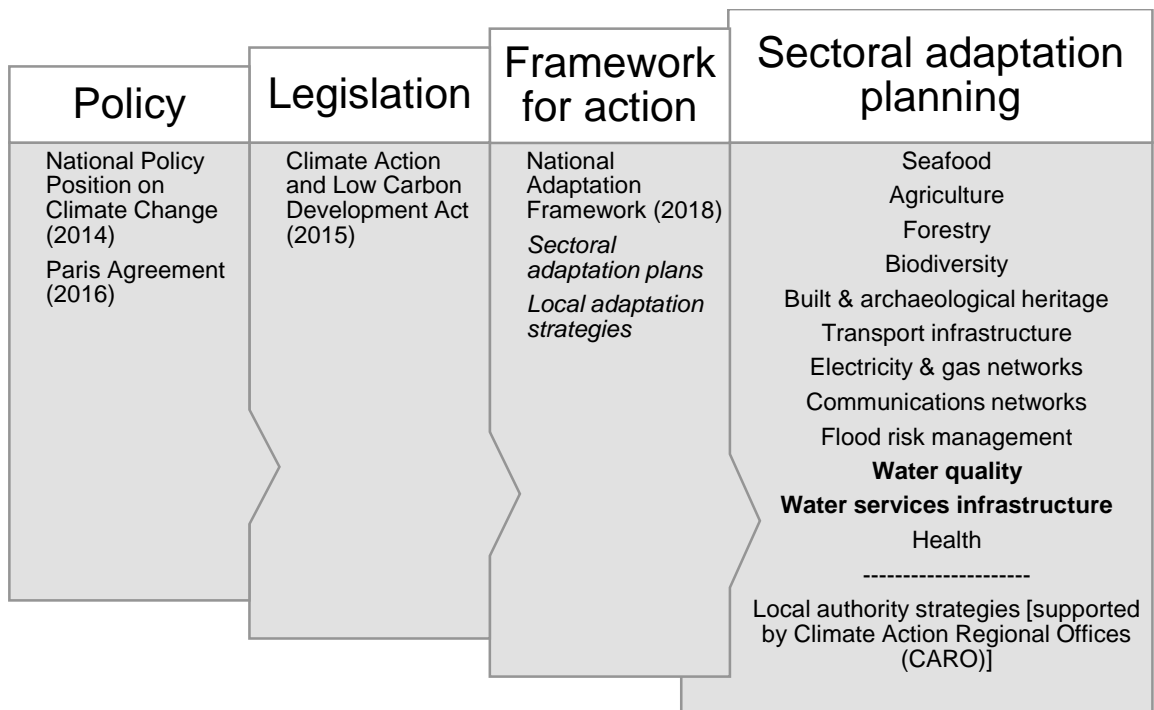 Policy
National Policy
Position on
Climate Change
(2014)
Paris Agreement
(2016)
Legislation
Climate Action
and Low Carbon
Development Act
(2015)
Framework
for action
National
Adaptation
Framework (2018)
Sectoral
adaptation plans
Local adaptation
strategies
Sectoral adaptation
planning
Seafood
Agriculture
Forestry
Biodiversity
Built & archaeological heritage
Transport infrastructure
Electricity & gas networks
Communications networks
Flood risk management
Water quality
Water services infrastructure
Health
---------------------
Local authority strategies [supported
by Climate Action Regional Offices
(CARO)]